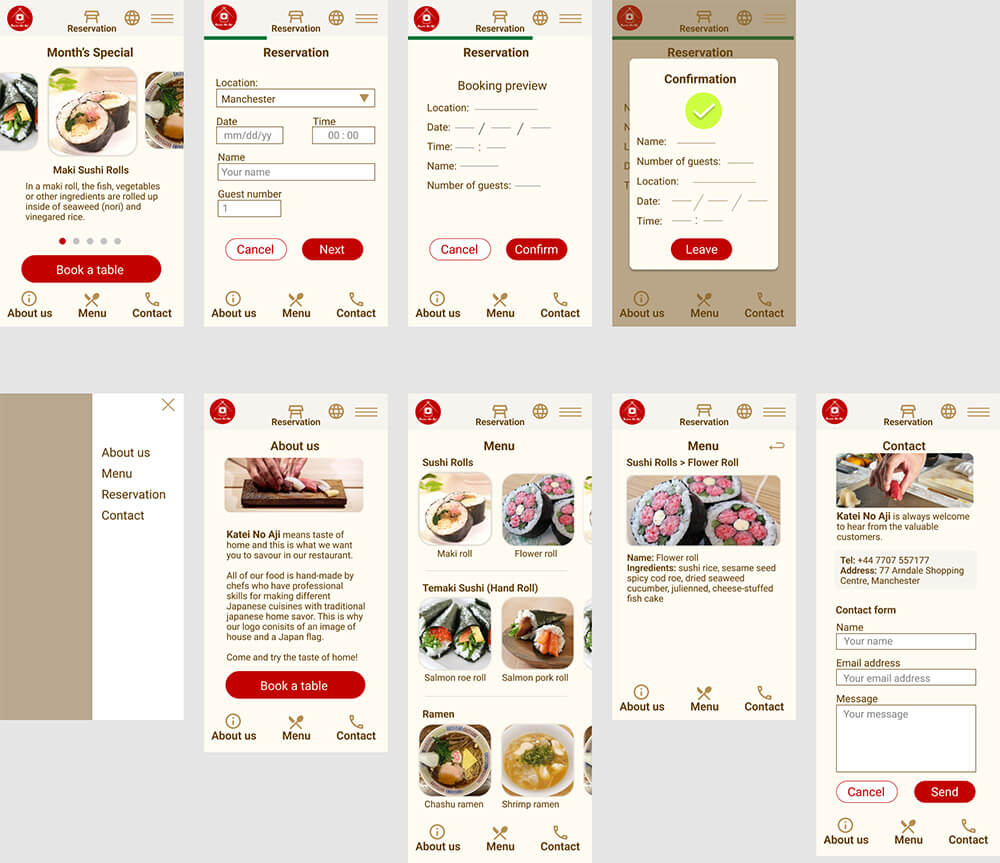 Reservation
Month's Special
Maki Sushi Rolls
In a maki roll, the fish, vegetables
or other ingredients are rolled up
inside of seaweed (nori) and
vinegared rice.
Book a table
About us
Menu
Contact
Reservation
Reservation
Location:
Manchester
Date
Time
mm/dd/yy
00 : 00
Name
Your name
Guest number
1
Cancel
Next
About us
Menu
Contact
Reservation
Reservation
Booking preview
Location:
Date: / /
Time: :
Name:
Number of guests:
Cancel
Confirm
About us
Menu
Contact
Reservation
Reservation
Confirmation
Name:
Number of guests:
Location:
Date: / /
Time: :
Leave
About us
Menu
Contact
About us
Menu
Reservation
Contact
Reservation
About us
Katei No Aji means taste of
home and this is what we want
you to savour in our restaurant.
All of our food is hand-made by
chefs who have professional
skills for making different
Japanese cuisines with traditional
japanese home savor. This is why
our logo conisits of an image of
house and a Japan flag.
Come and try the taste of home!
Book a table
About us
Menu
Contact
Reservation
Menu
Sushi Rolls
Maki roll
Flower roll
Temaki Sushi (Hand Roll)
Salmon roe roll
Salmon pork roll
Ramen
Chashu ramen
Shrimp ramen
About us
Menu
Contact
Reservation
Menu
Sushi Rolls > Flower Roll
Name: Flower roll
Ingredients: sushi rice, sesame seed
spicy cod roe, dried seaweed
cucumber, julienned, cheese-stuffed
fish cake
About us
Menu
Contact
Reservation
Contact
Katei No Aji is always welcome
to hear from the valuable
customers.
Tel: +44 7707 557177
Address: 77 Arndale Shopping
Centre, Manchester
Contact form
Name
Your name
Email address
Your email address
Message
Your message
Cancel
Send
About us
Menu
Contact